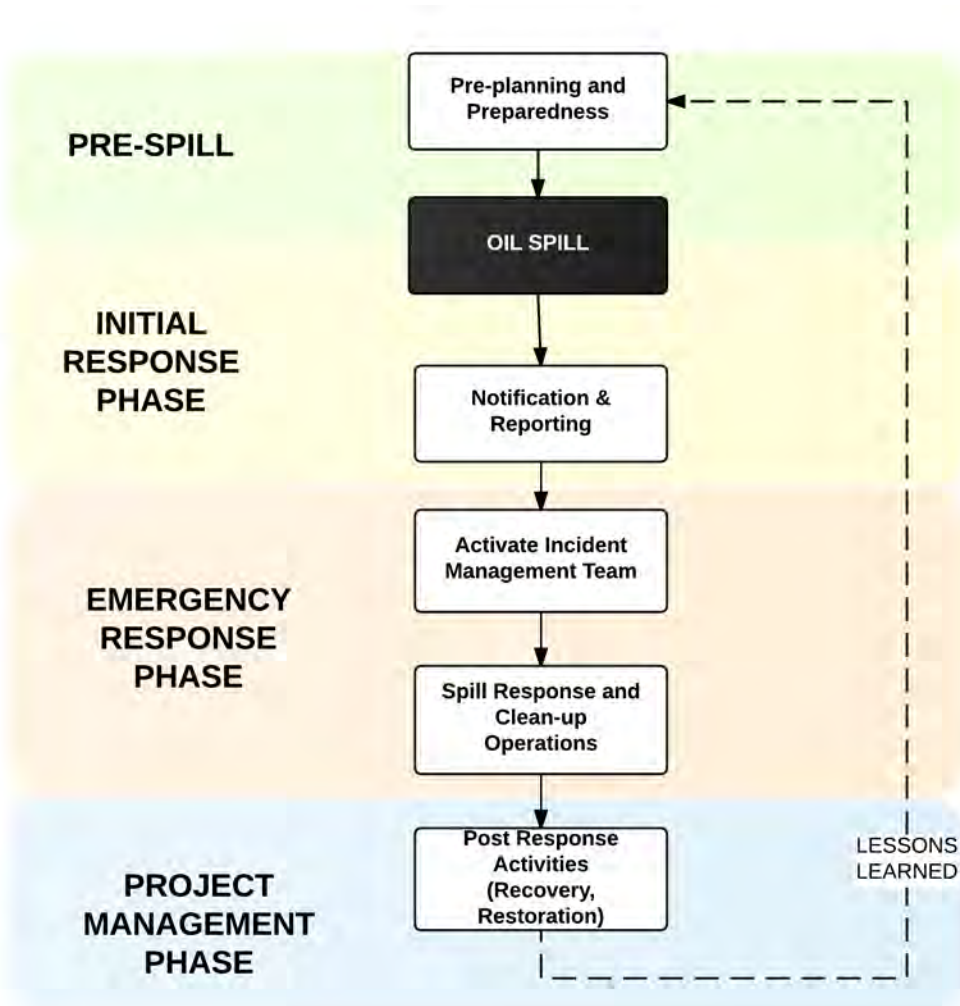 Pre-planning and
Preparedness
PRE-SPILL
OIL SPILL
INITIAL
RESPONSE
PHASE
Notification &
Reporting
Activate Incident
Management Team
EMERGENCY
RESPONSE
PHASE
Spill Response and
Clean-up
Operations
Post Response
Activities
(Recovery,
Restoration)
LESSONS
LEARNED
PROJECT
MANAGEMENT
PHASE